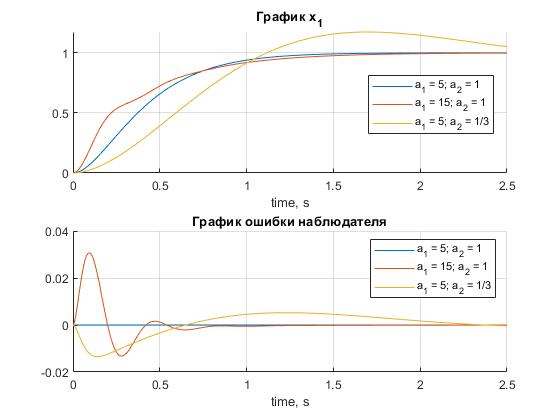 График x₁
1
0.5
0
0 0.5 1 1.5 2 2.5
time, s
a₁ = 5; a₂ = 1
a₁ = 15; a₂ = 1
a₁ = 5; a₂ = 1/3
График ошибки наблюдателя
0.04
0.02
0
-0.02
0 0.5 1 1.5 2 2.5
time, s
a₁ = 5; a₂ = 1
a₁ = 15; a₂ = 1
a₁ = 5; a₂ = 1/3